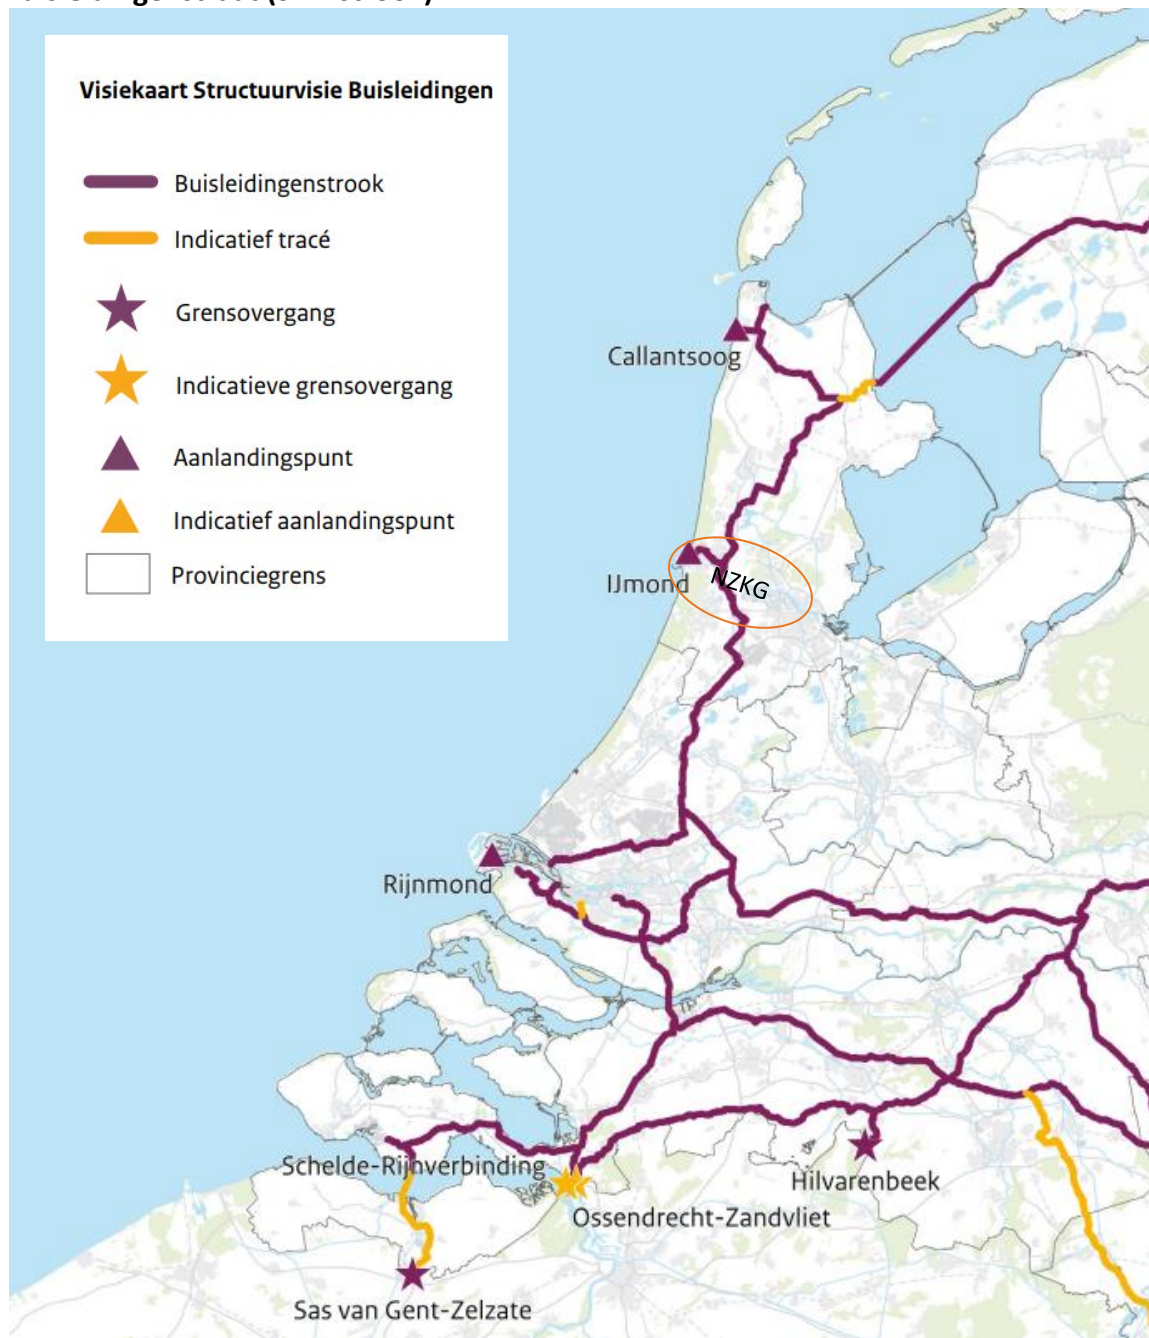 Visiekaart Structuurvisie Buisleidingen
Buisleidingenstrook
Indicatief tracé
Grensovergang
Indicatieve grensovergang
Aanlandingspunt
Indicatief aanlandingspunt
Provinciegrens
Callantsoog
IJmond
NZKG
Rijnmond
Schelde-Rijnverbinding
Hilvarenbeek
Ossendrecht-Zandvliet
Sas van Gent-Zelzate